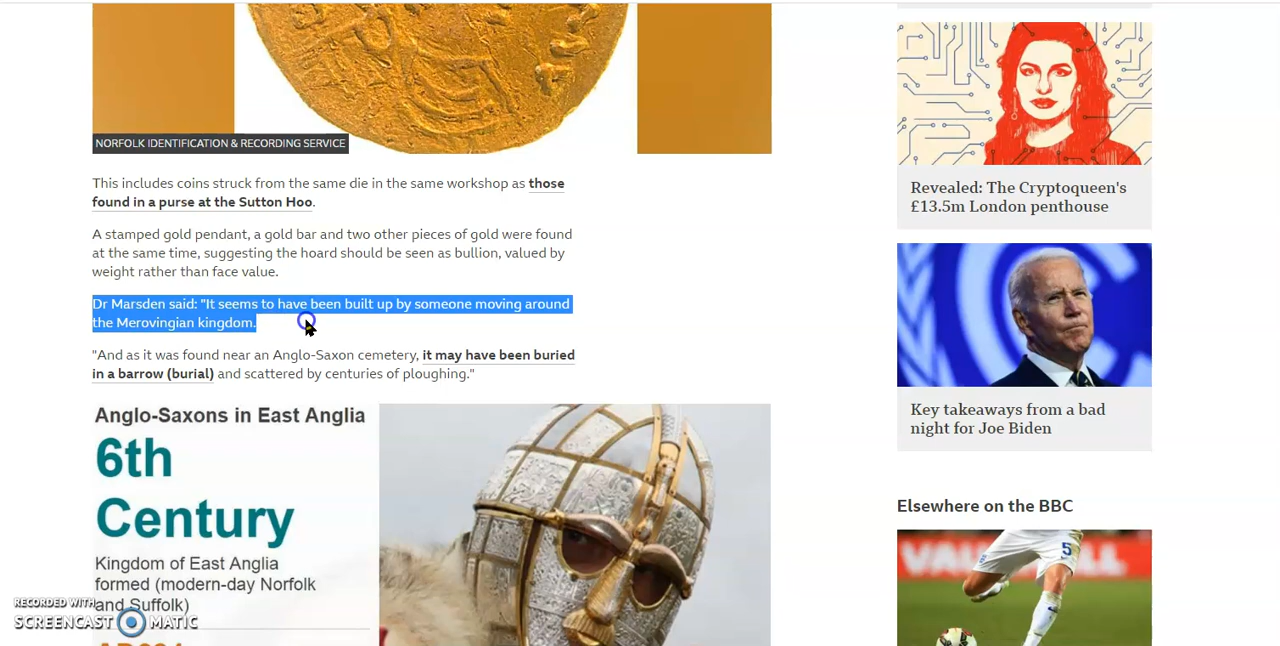 NORFOLK IDENTIFICATION & RECORDING SERVICE
This includes coins struck from the same die in the same workshop as those
found in a purse at the Sutton Hoo.
A stamped gold pendant, a gold bar and two other pieces of gold were found
at the same time, suggesting the hoard should be seen as bullion, valued by
weight rather than face value.
Dr Marsden said: "It seems to have been built up by someone moving around
the Merovingian kingdom.
"And as it was found near an Anglo-Saxon cemetery, it may have been buried
in a barrow (burial) and scattered by centuries of ploughing."
Anglo-Saxons in East Anglia
6th
Century
Kingdom of East Anglia
formed (modern-day Norfolk
and Suffolk)
RECORDED WITH
SCREENCAST MATIC
Revealed: The Cryptoqueen's
£13.5m London penthouse
Key takeaways from a bad
night for Joe Biden
Elsewhere on the BBC
5